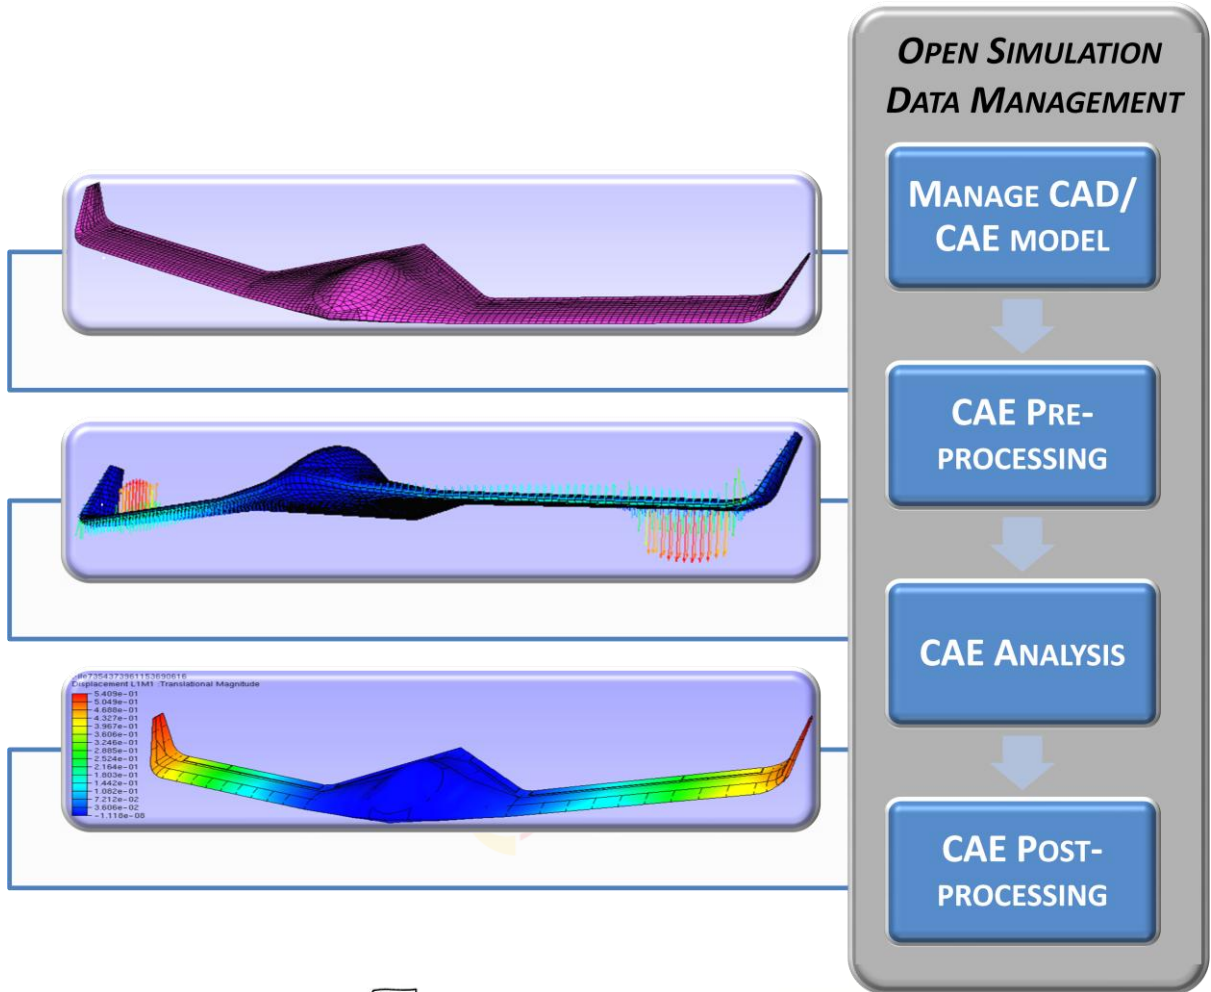 OPEN SIMULATION
DATA MANAGEMENT
MANAGE CAD/
CAE MODEL
CAE PRE-
PROCESSING
CAE ANALYSIS
CAE POST-
PROCESSING
Displacement L1M1 :Translational Magnitude
5.409e-01
5.049e-01
4.688e-01
4.327e-01
3.967e-01
3.606e-01
3.246e-01
2.885e-01
2.524e-01
2.164e-01
1.803e-01
1.442e-01
1.082e-01
7.212e-02
3.606e-02